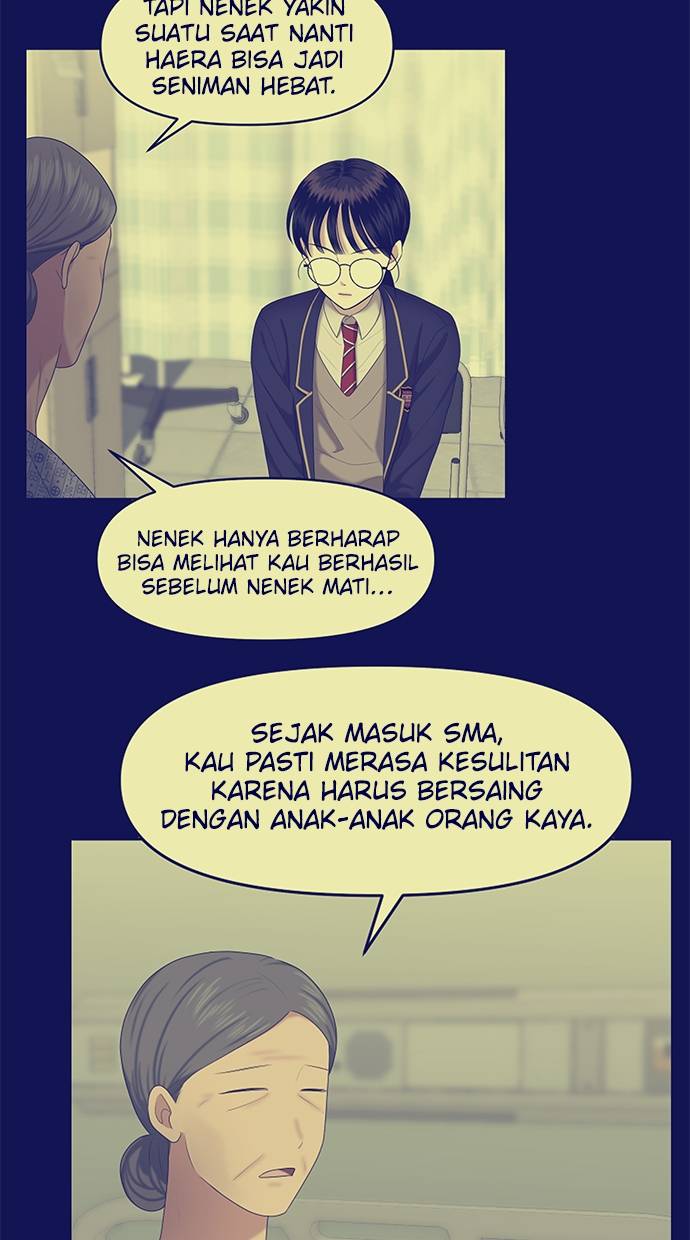 TAPI NENEK YAKIN
SUATU SAAT NANTI
HAERA BISA JADI
SENIMAN HEBAT.
NENEK HANYA BERHARAP
BISA MELIHAT KAU BERHASIL
SEBELUM NENEK MATI...
SEJAK MASUK SMA,
KAU PASTI MERASA KESULITAN
KARENA HARUS BERSAING
DENGAN ANAK-ANAK ORANG KAYA.